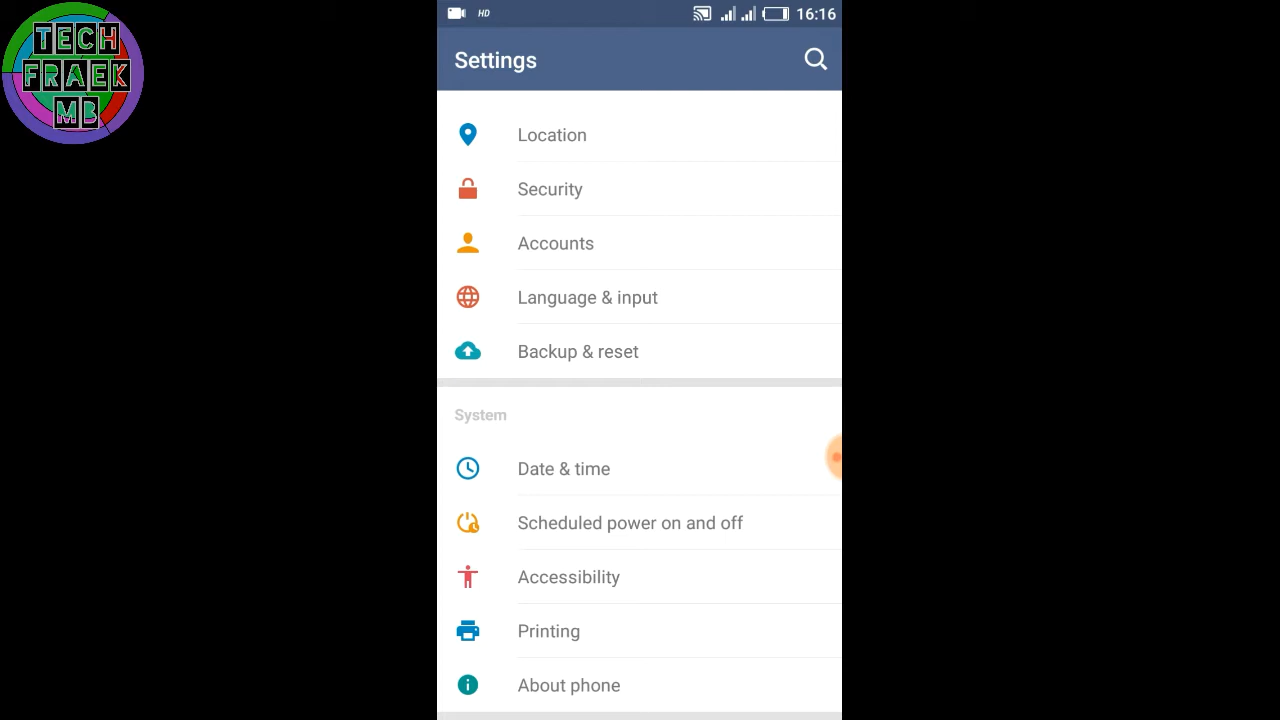 TECH
FRAEK
MB
HD
16:16
Settings
Location
Security
Accounts
Language & input
Backup & reset
System
Date & time
Scheduled power on and off
Accessibility
Printing
About phone